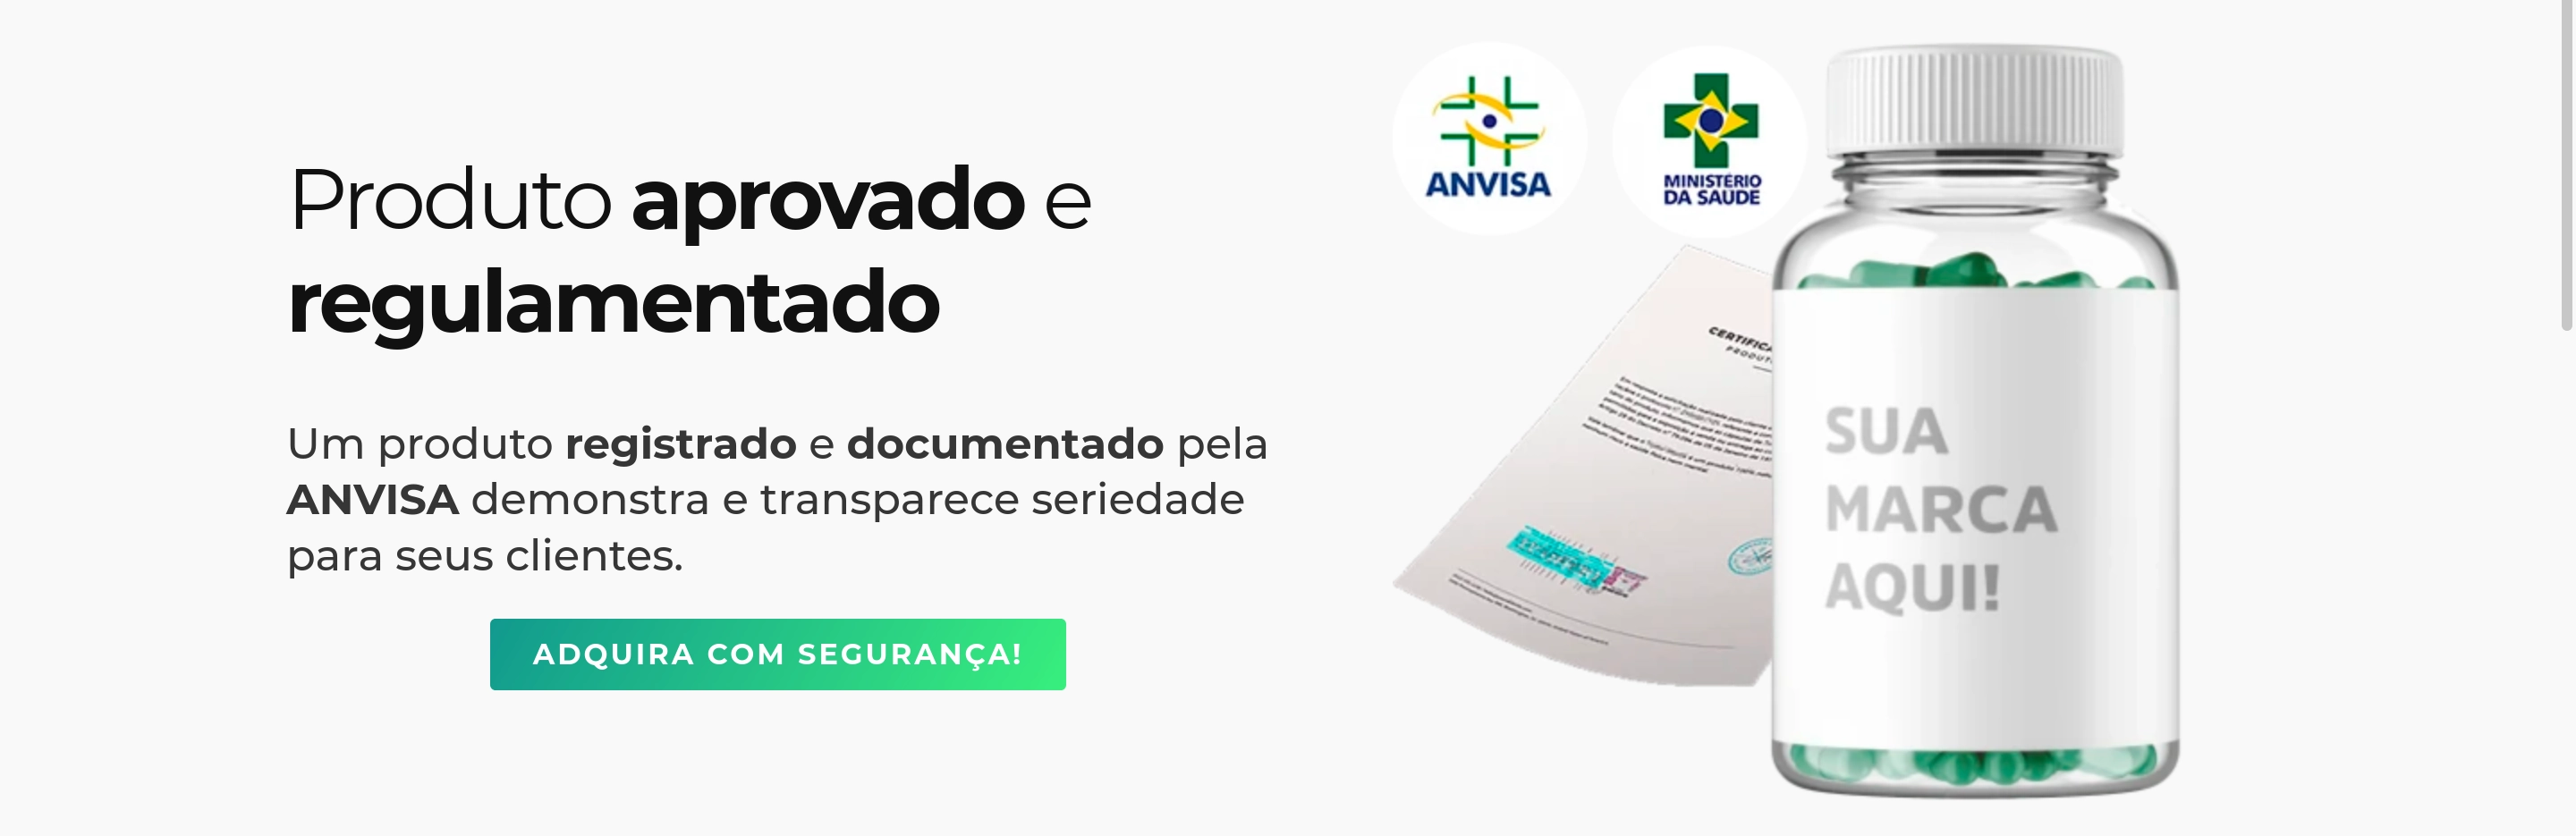 Produto aprovado e
regulamentado
Um produto registrado e documentado pela
ANVISA demonstra e transparece seriedade
para seus clientes.
ADQUIRA COM SEGURANÇA!
ANVISA
MINISTÉRIO
DA SAÚDE
SUA
MARCA
AQUI!